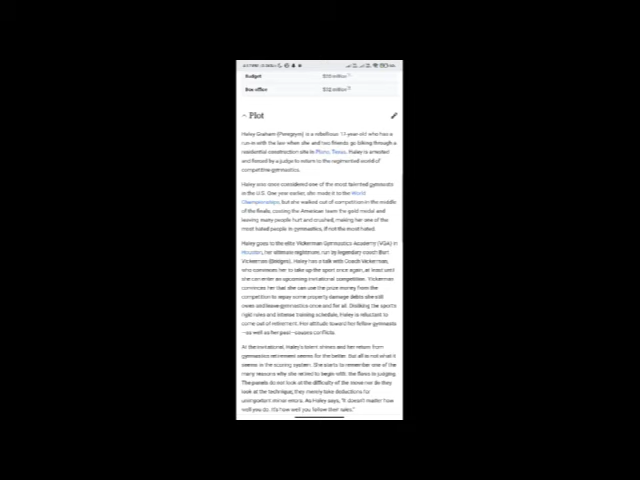 Budget
Box office
Plot
Haley Graham (Peregrym) is a rebellious 17-year-old who has a
run-in with the law when she and two friends go biking through a
residential construction site in Plano, Texas. Haley is arrested
and forced by a judge to return to the regimented world of
competitive gymnastics.
Haley was once considered one of the most talented gymnasts
in the U.S. One year earlier, she made it to the World
Championships, but she walked out of competition in the middle
of the finals, costing the American team the gold medal and
leaving many people hurt and crushed, making her one of the
most hated people in gymnastics, if not the most hated.
Haley goes to the elite Vickerman Gymnastics Academy (VGA) in
Houston, her ultimate nightmare, run by legendary coach Burt
Vickerman (Bridges). Haley has a talk with Coach Vickerman,
who convinces her to take up the sport once again, at least until
she can enter an upcoming invitational competition. Vickerman
convinces her that she can use the prize money from the
competition to repay some property damage debts she still
owes and leave gymnastics once and for all. Disliking the sport's
rigid rules and intense training schedule, Haley is reluctant to
come out of retirement. Her attitude toward her fellow gymnasts
—as well as her past—causes conflicts.
At the invitational, Haley's talent shines and her return from
gymnastics retirement seems for the better. But all is not what it
seems in the scoring system. She starts to remember one of the
many reasons why she retired to begin with: the flaws in judging.
The panels do not look at the difficulty of the move nor do they
look at the technique; they merely take deductions for
unimportant minor errors. As Haley says, "It doesn't matter how
well you do. It's how well you follow their rules."